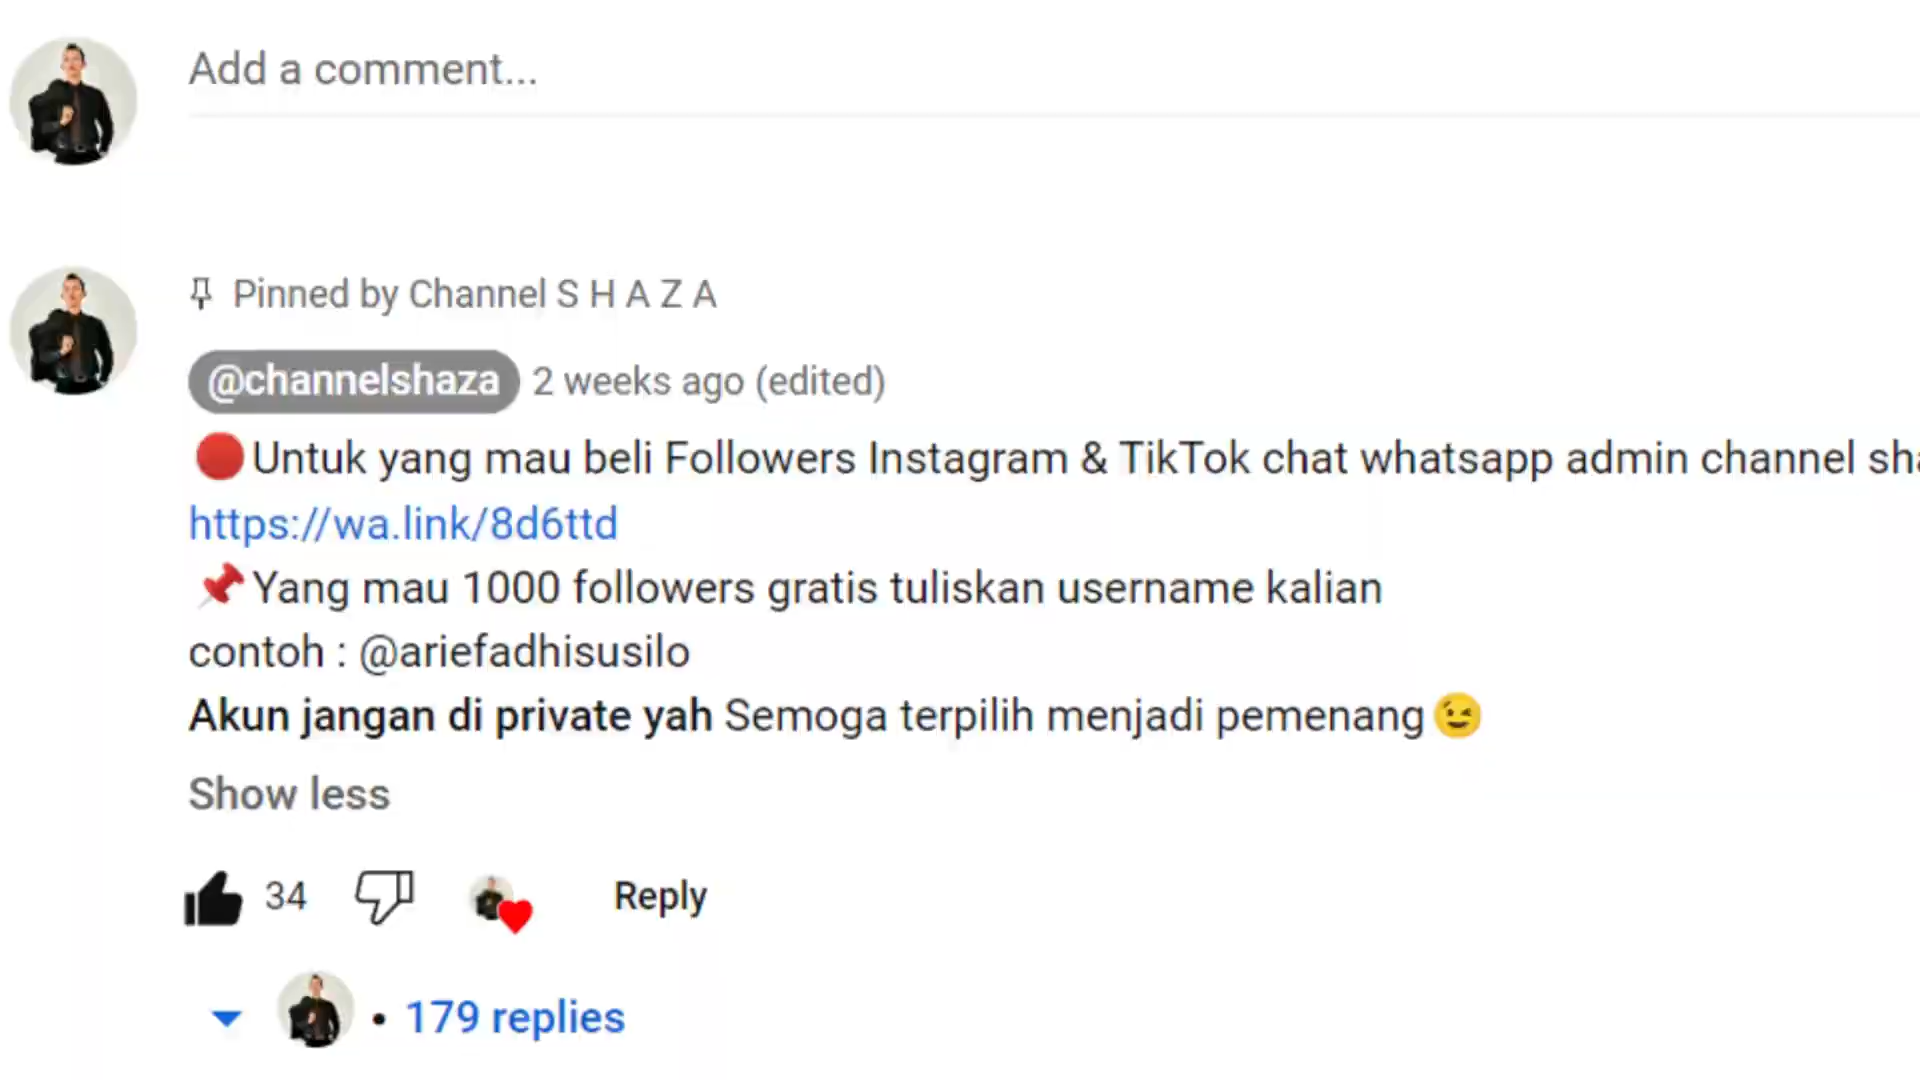 Add a comment...
Pinned by Channel S H A Z A
@channelshaza 2 weeks ago (edited)
🔴Untuk yang mau beli Followers Instagram & TikTok chat whatsapp admin channel
https://wa.link/8d6ttd
📌Yang mau 1000 followers gratis tuliskan username kalian
contoh : @ariefadhisusilo
Akun jangan di private yah Semoga terpilih menjadi pemenang😉
Show less
34 Reply
• 179 replies